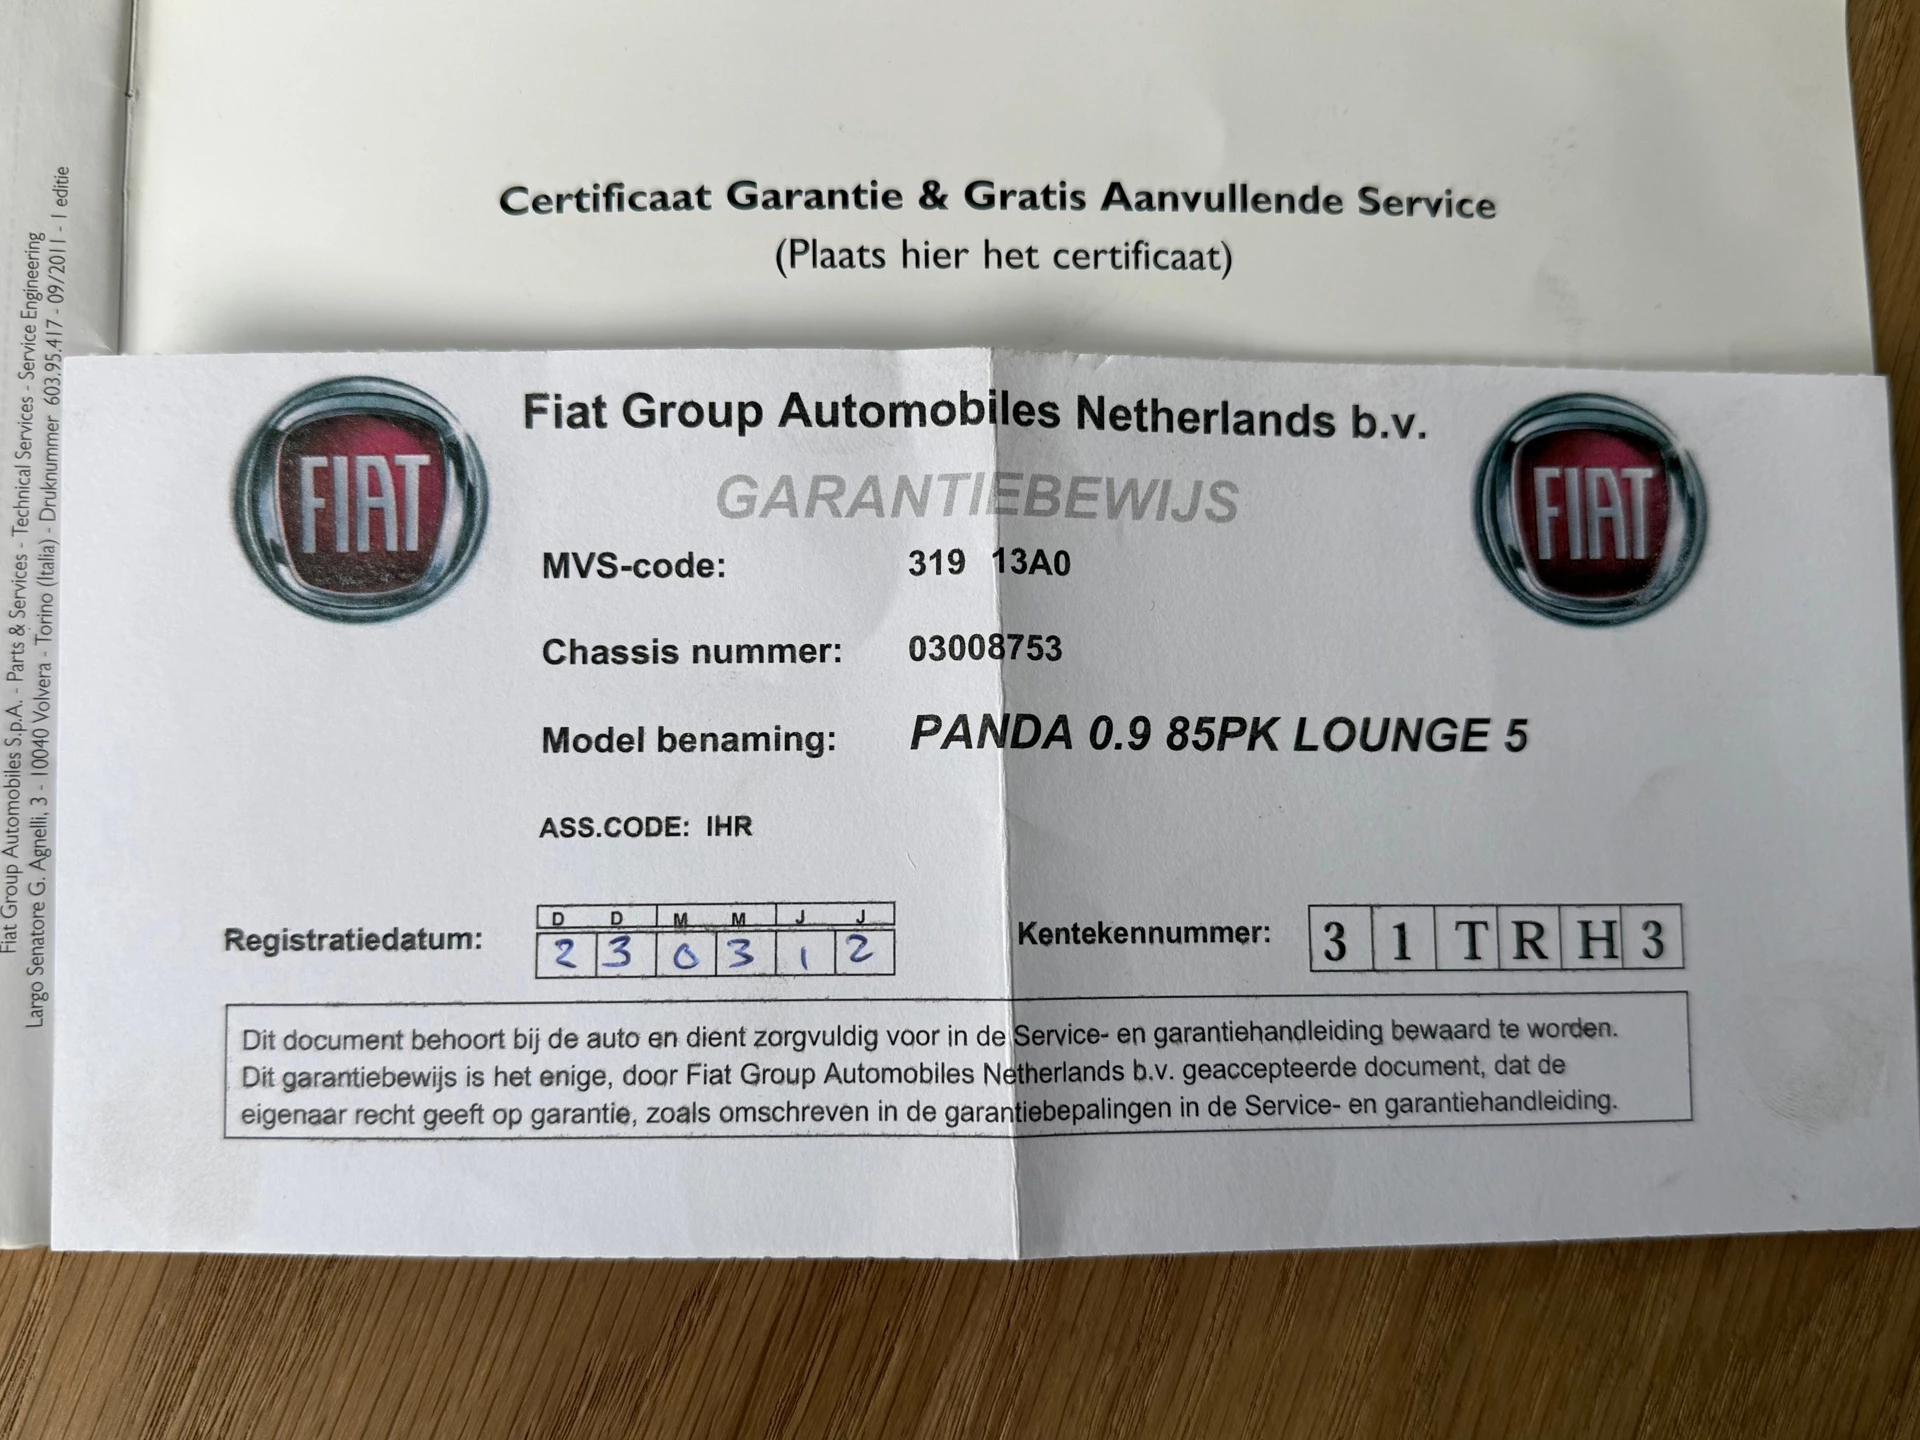 Certificaat Garantie & Gratis Aanvullende Service
(Plaats hier het certificaat)
Fiat Group Automobiles S.p.A. - Parts & Services - Technical Services - Service Engineering
Largo Senatore G. Agnelli, 3 - 10040 Volvera - Torino (Italia) - Druknummer 603.95.417 - 09/2011 - 1 editie
FIAT
Fiat Group Automobiles Netherlands b.v.
FIAT
GARANTIEBEWIJS
MVS-code: 319 13A0
Chassis nummer: 03008753
Model benaming: PANDA 0.9 85PK LOUNGE 5
ASS.CODE: IHR
D D M M J J
Registratiedatum: 2 3 0 3 1 2
Kentekennummer: 3 1 T R H 3
Dit document behoort bij de auto en dient zorgvuldig voor in de Service- en garantiehandleiding bewaard te worden.
Dit garantiebewijs is het enige, door Fiat Group Automobiles Netherlands b.v. geaccepteerde document, dat de
eigenaar recht geeft op garantie, zoals omschreven in de garantiebepalingen in de Service- en garantiehandleiding.